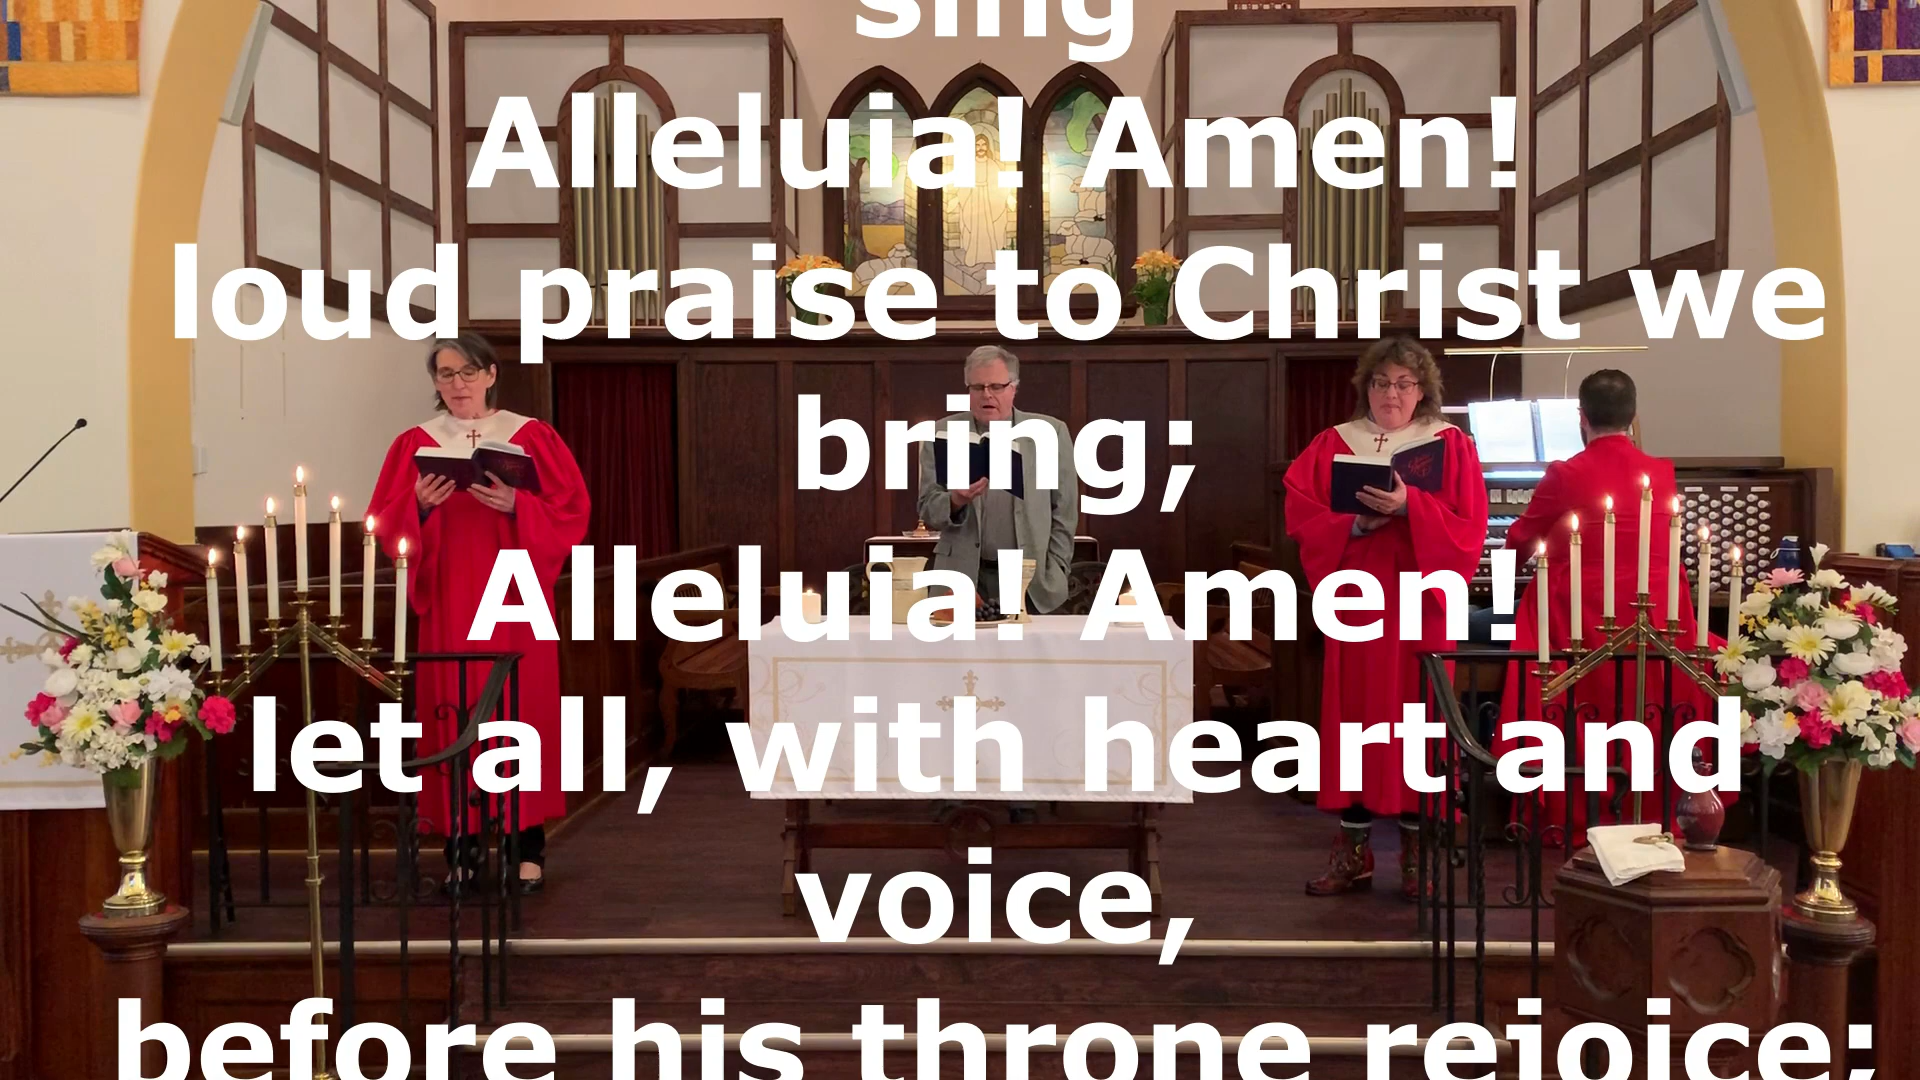 sing
Alleluia! Amen!
loud praise to Christ we
bring;
Alleluia! Amen!
let all, with heart and
voice,
before his throne rejoice;